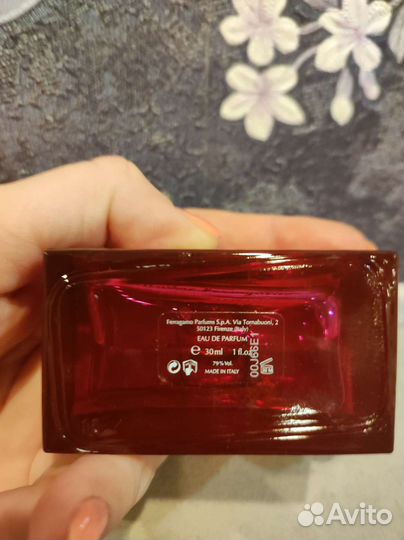 Ferragamo Parfums S.p.A. Via Tornabuoni, 2
50123 Firenze (Italy)
EAU DE PARFUM
e 30ml 1 fl.oz
79% Vol.
MADE IN ITALY
00J66E1
Avito